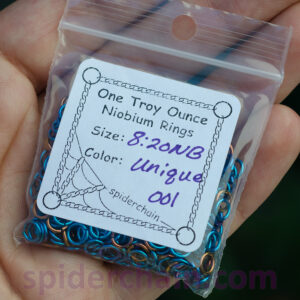 One Troy Ounce
Niobium Rings
Size: 8:20NB
Color: Unique
001
spiderchain
spiderchain.com